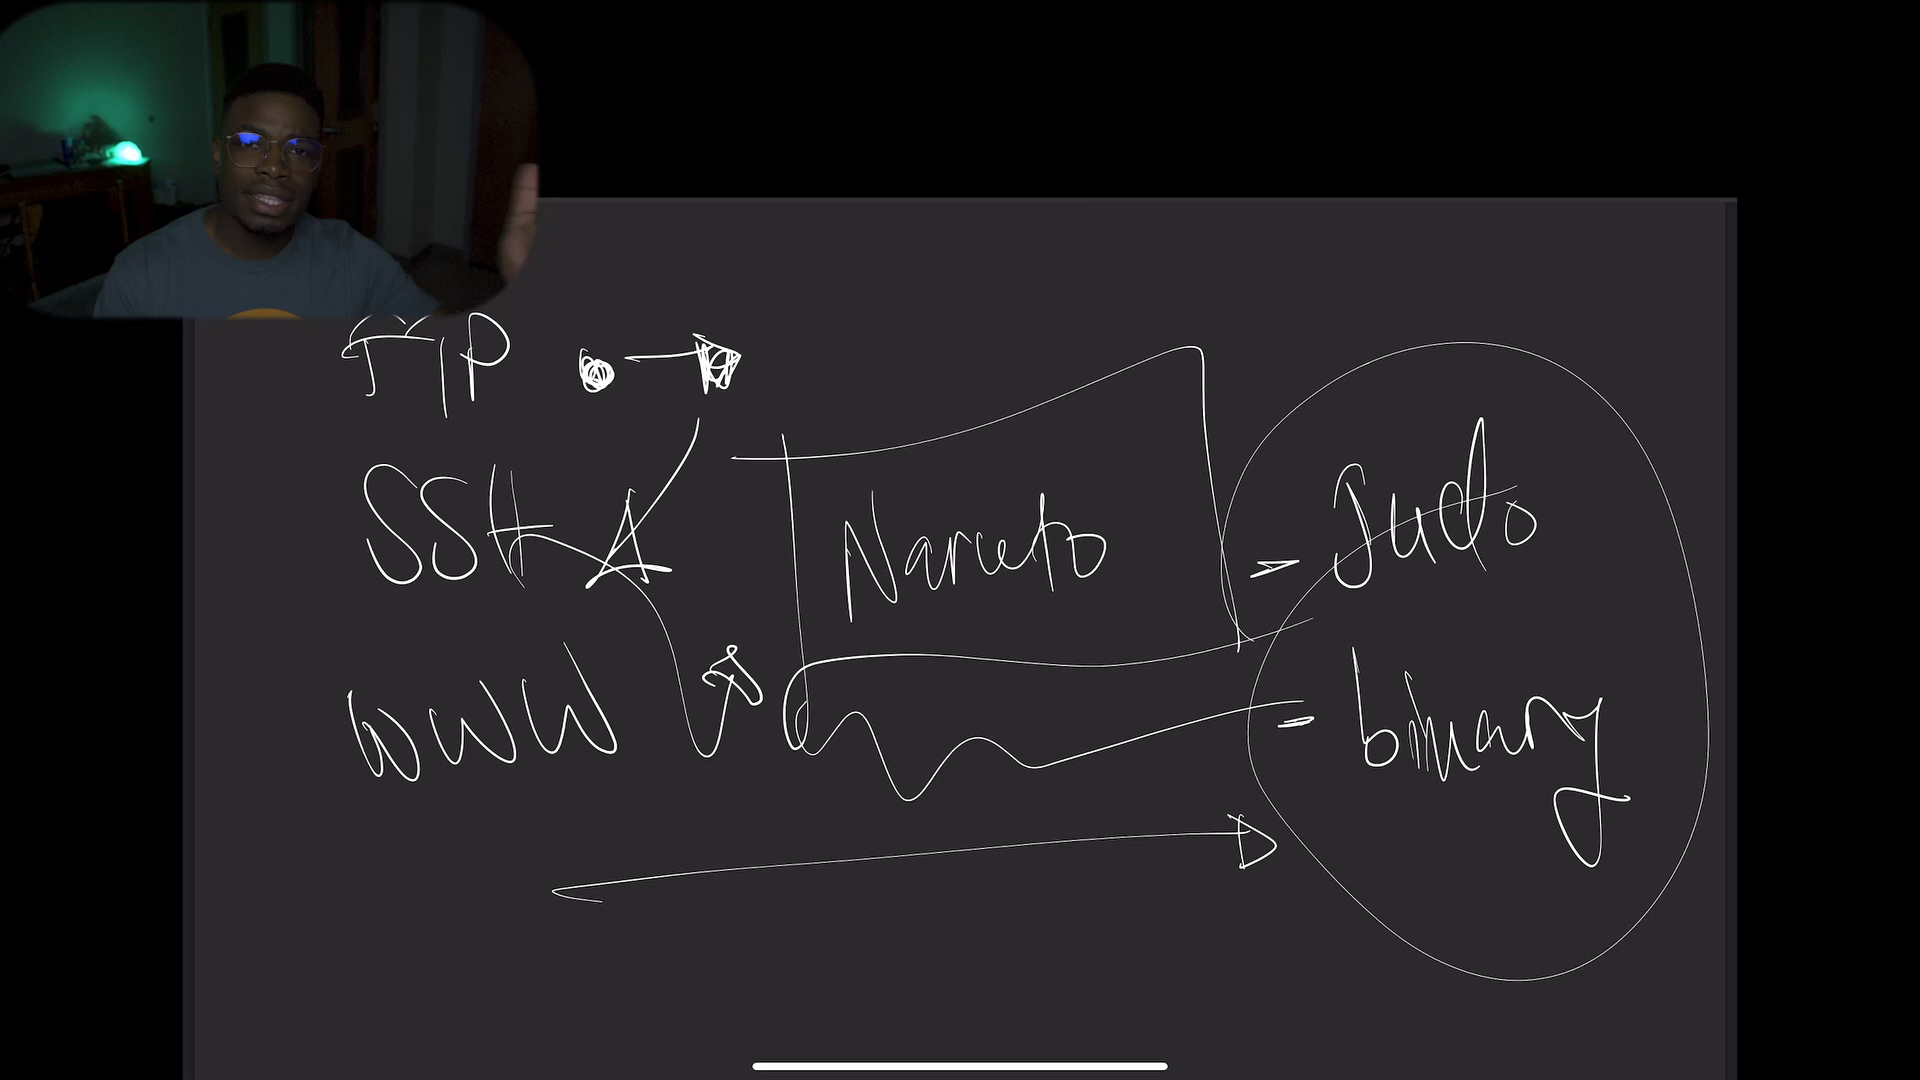 FTP
SSH
Naruto
= Sudo
WWW
= binary